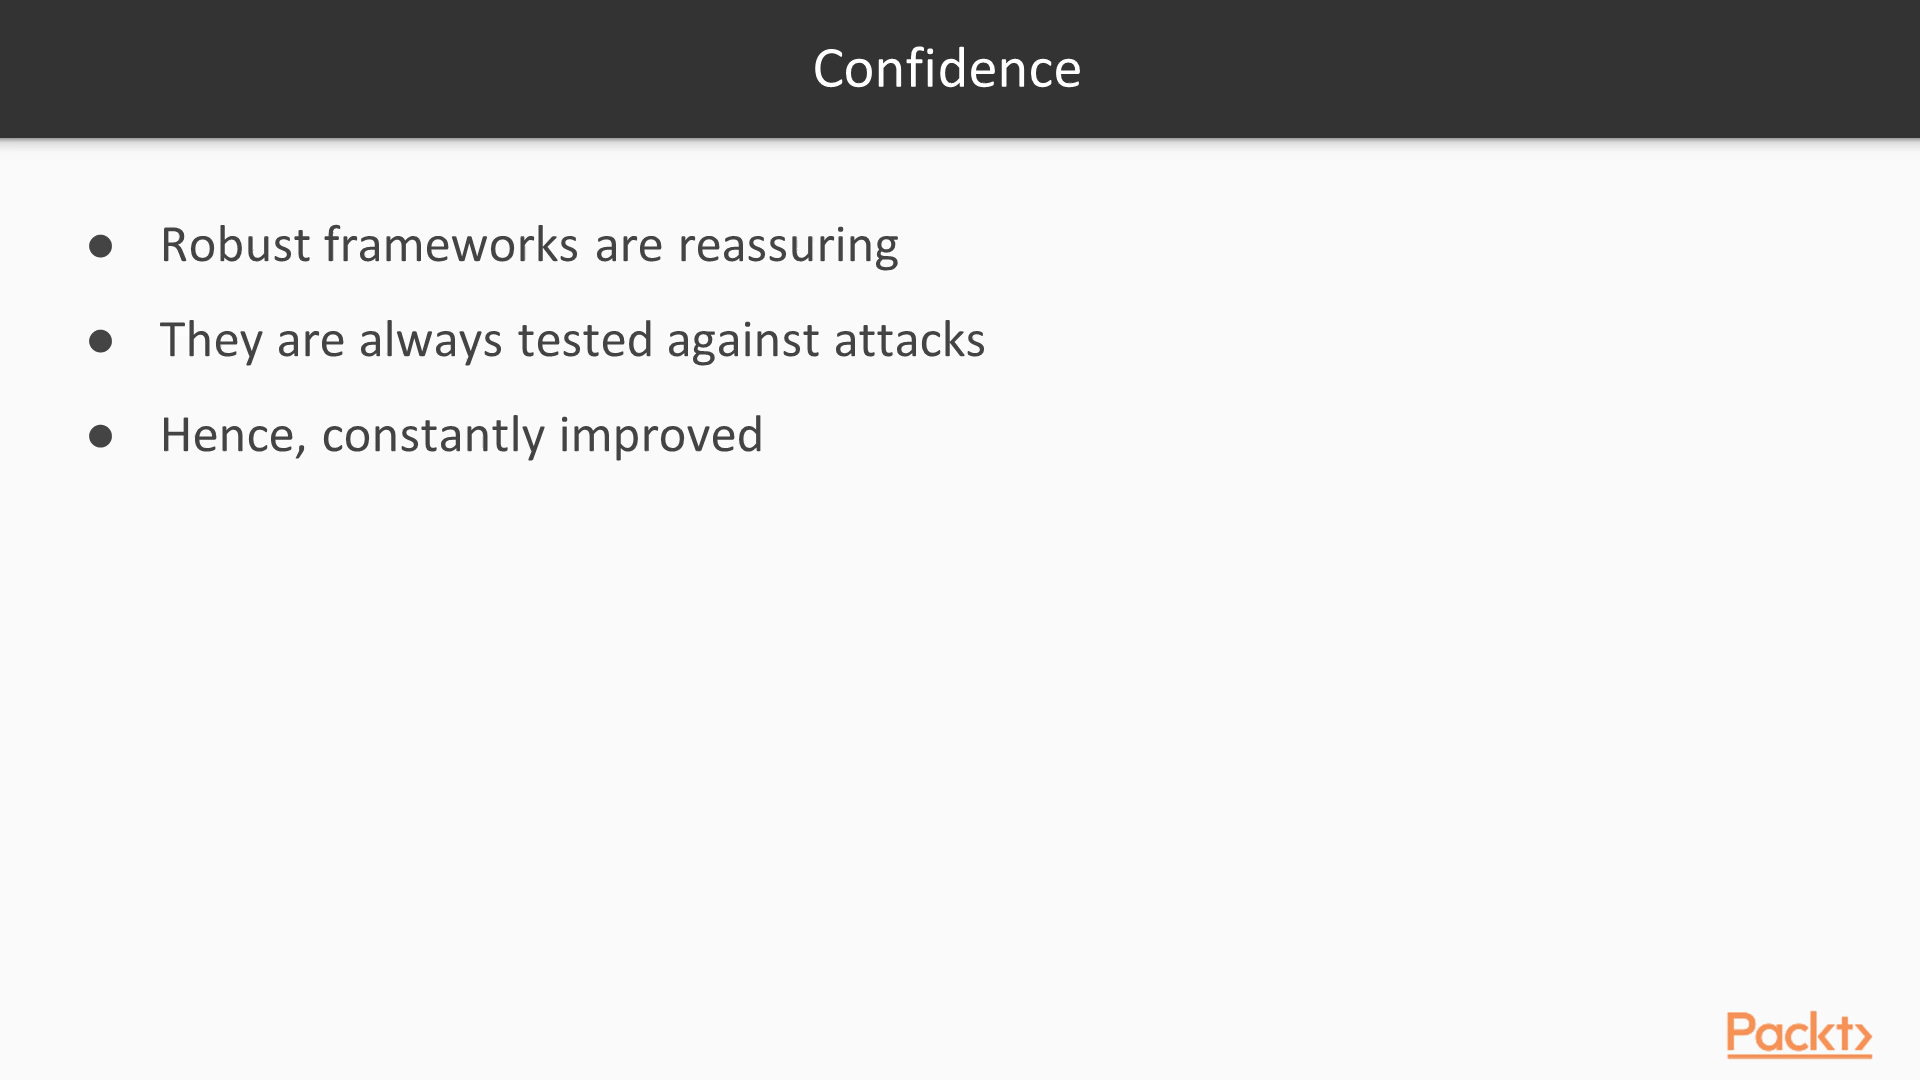 Confidence
● Robust frameworks are reassuring
● They are always tested against attacks
● Hence, constantly improved
Packt>